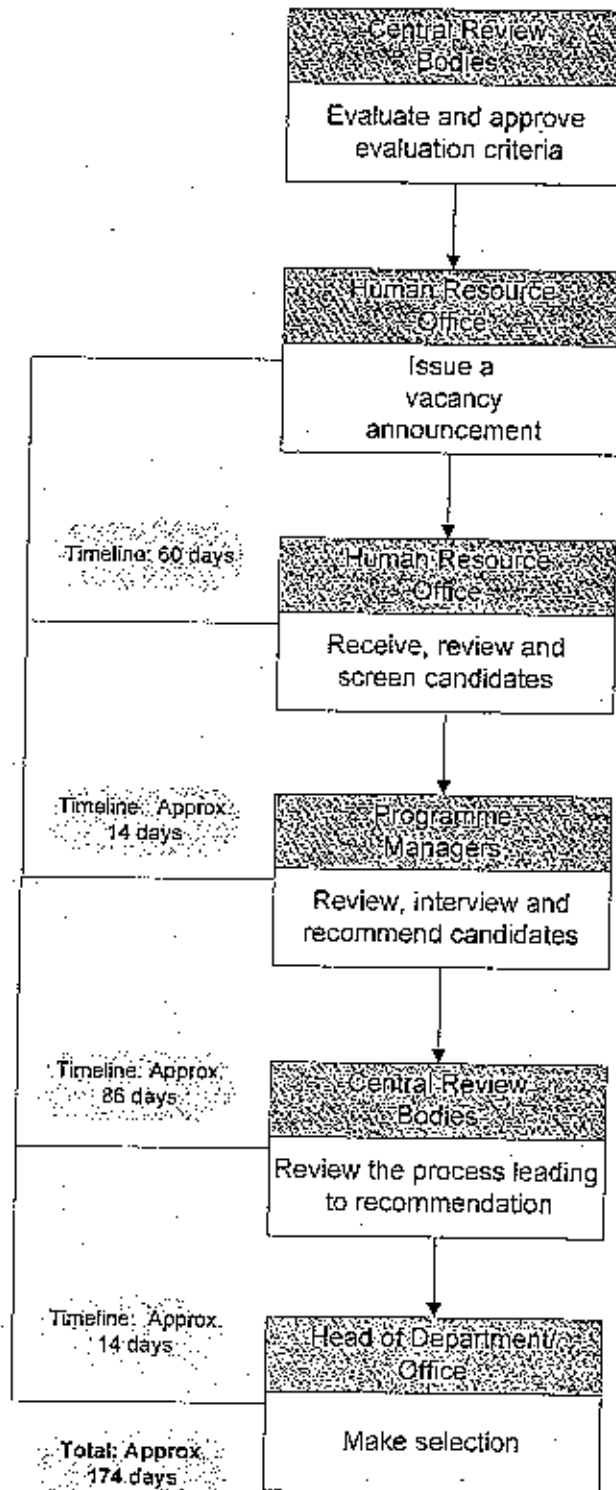 Central Review
Bodies
Evaluate and approve
evaluation criteria
Human Resource
Office
Issue a
vacancy
announcement
Timeline: 60 days
Human Resource
Office
Receive, review and
screen candidates
Timeline: Approx.
14 days
Programme
Managers
Review, interview and
recommend candidates
Timeline: Approx.
86 days
Central Review
Bodies
Review the process leading
to recommendation
Timeline: Approx.
14 days
Head of Department/
Office
Make selection
Total: Approx.
174 days